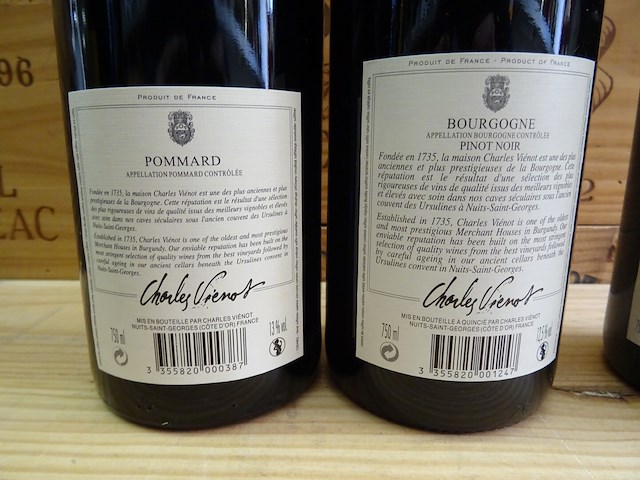 96
L
LAC
PRODUIT DE FRANCE
POMMARD
APPELLATION POMMARD CONTRÔLÉE
Fondée en 1735, la maison Charles Viénot est une des plus anciennes et plus
prestigieuses de la Bourgogne. Cette réputation est le résultat d'une sélection
des plus rigoureuses de vins de qualité issus des meilleurs vignobles et élevés
avec soin dans nos caves séculaires sous l'ancien couvent des Ursulines à
Nuits-Saint-Georges.
Established in 1735, Charles Viénot is one of the oldest and most prestigious
Merchant Houses in Burgundy. Our enviable reputation has been built on the
most stringent selection of quality wines from the best vineyards followed by
careful ageing in our ancient cellars beneath the Ursulines convent in
Nuits-Saint-Georges.
Charles Vienot
MIS EN BOUTEILLE PAR CHARLES VIÉNOT
NUITS-SAINT-GEORGES (CÔTE D'OR) FRANCE
750 ml
13 % vol.
3 355820 000387
PRODUIT DE FRANCE - PRODUCT OF FRANCE
BOURGOGNE
APPELLATION BOURGOGNE CONTRÔLÉE
PINOT NOIR
Fondée en 1735, la maison Charles Viénot est une des plus
anciennes et plus prestigieuses de la Bourgogne. Cette
réputation est le résultat d'une sélection des plus
rigoureuses de vins de qualité issus des meilleurs vignobles
et élevés avec soin dans nos caves séculaires sous l'ancien
couvent des Ursulines à Nuits-Saint-Georges.
Established in 1735, Charles Viénot is one of the oldest
and most prestigious Merchant Houses in Burgundy. Our
enviable reputation has been built on the most stringent
selection of quality wines from the best vineyards followed
by careful ageing in our ancient cellars beneath the
Ursulines convent in Nuits-Saint-Georges.
Charles Vienot
MIS EN BOUTEILLE À QUINCIÉ PAR CHARLES VIÉNOT
NUITS-SAINT-GEORGES (CÔTE D'OR) FRANCE
750 ml
12,5 % vol.
3 355820 001247